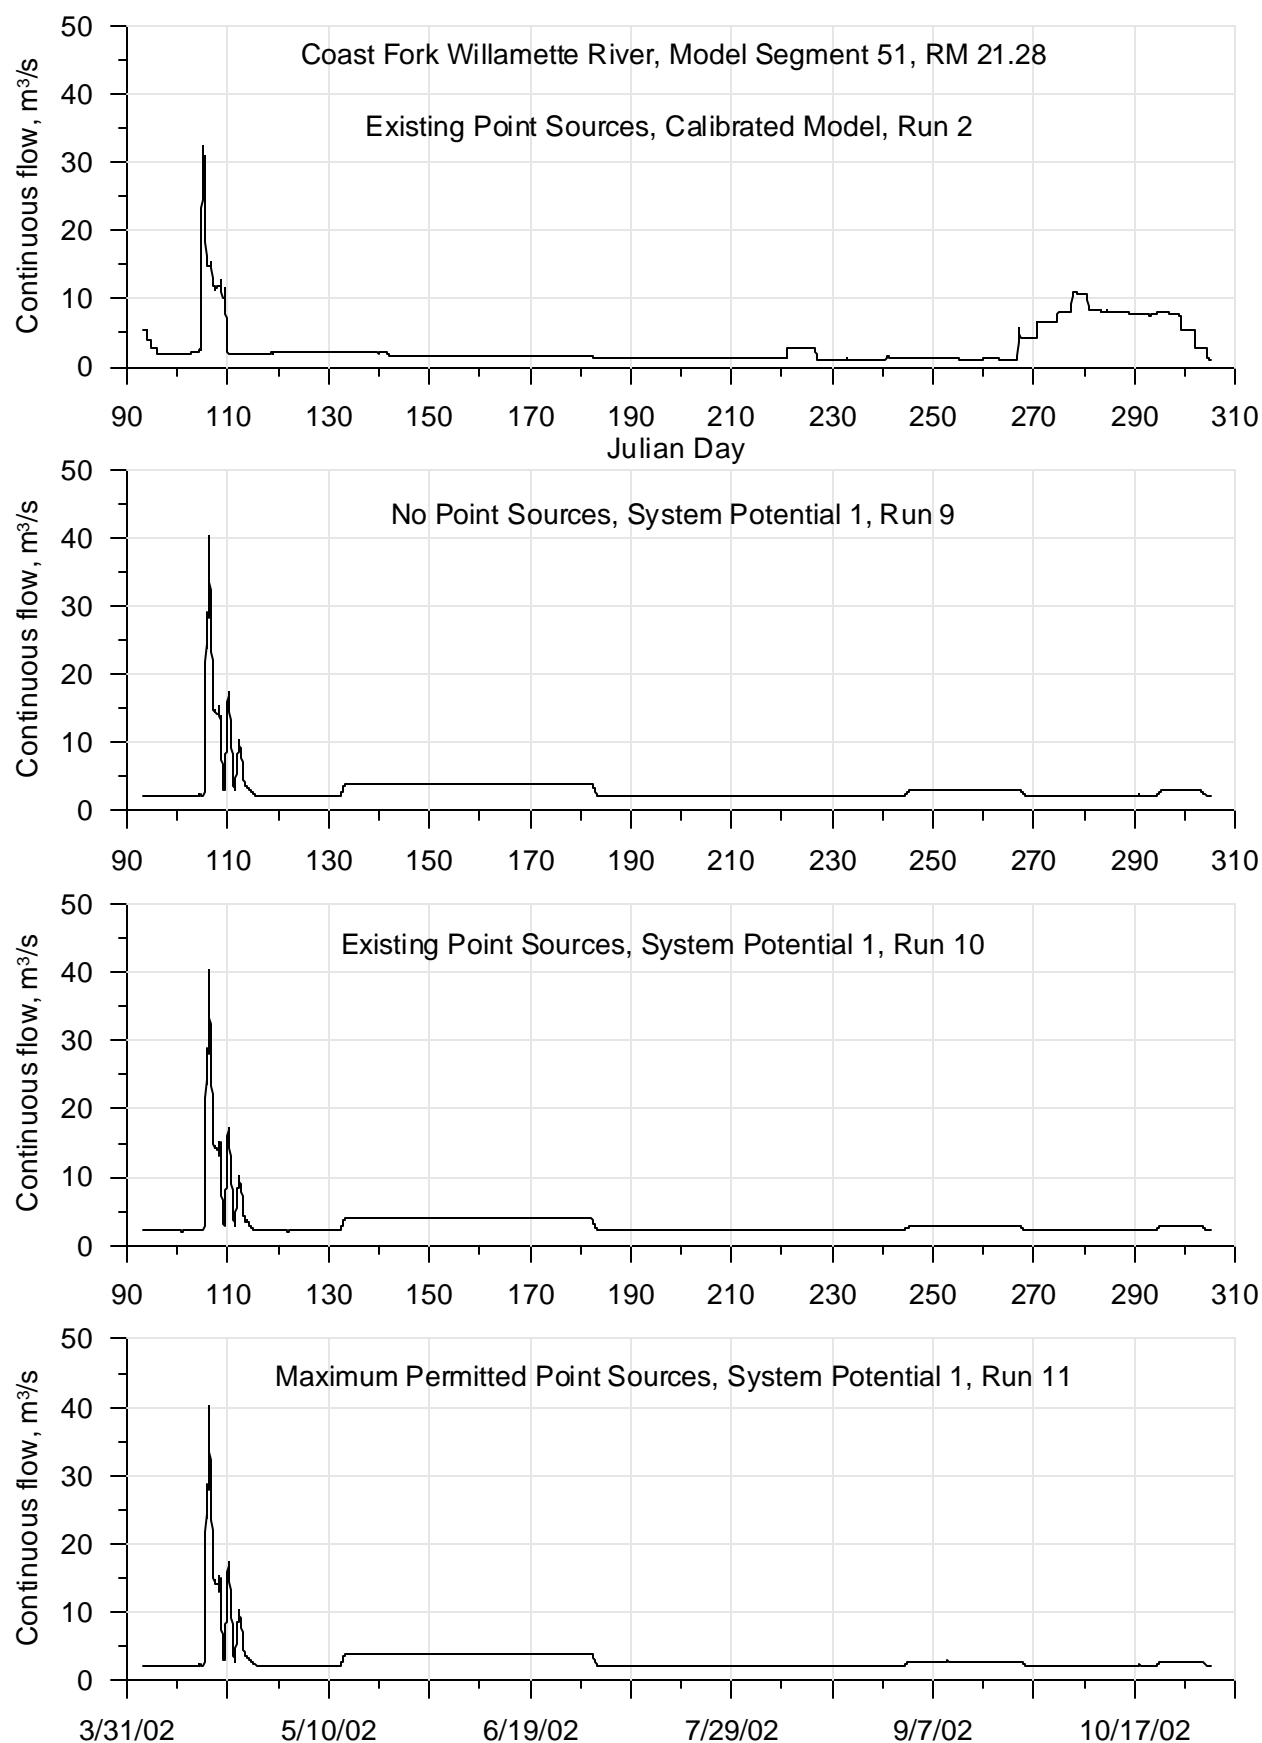 Coast Fork Willamette River, Model Segment 51, RM 21.28
Existing Point Sources, Calibrated Model, Run 2
Continuous flow, m³/s
50
40
30
20
10
0
90 110 130 150 170 190 210 230 250 270 290 310
Julian Day
No Point Sources, System Potential 1, Run 9
Continuous flow, m³/s
50
40
30
20
10
0
90 110 130 150 170 190 210 230 250 270 290 310
Existing Point Sources, System Potential 1, Run 10
Continuous flow, m³/s
50
40
30
20
10
0
90 110 130 150 170 190 210 230 250 270 290 310
Maximum Permitted Point Sources, System Potential 1, Run 11
Continuous flow, m³/s
50
40
30
20
10
0
3/31/02 5/10/02 6/19/02 7/29/02 9/7/02 10/17/02